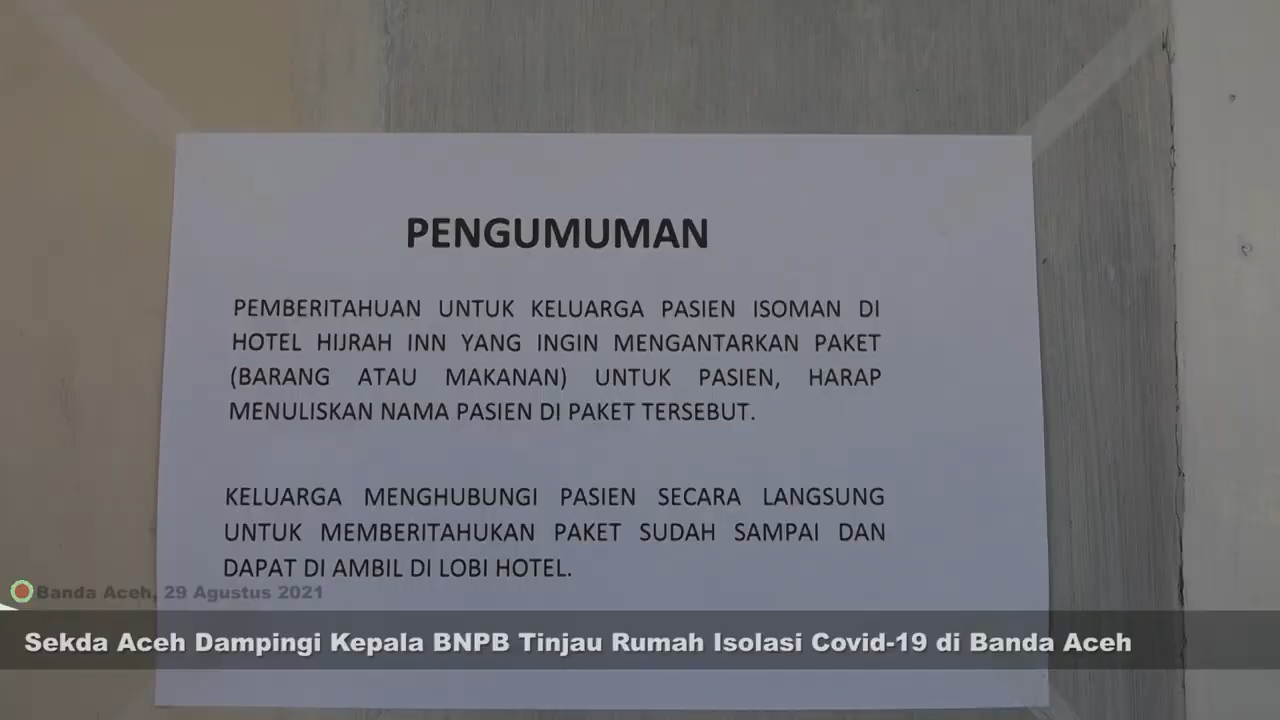 PENGUMUMAN
PEMBERITAHUAN UNTUK KELUARGA PASIEN ISOMAN DI
HOTEL HIJRAH INN YANG INGIN MENGANTARKAN PAKET
(BARANG ATAU MAKANAN) UNTUK PASIEN, HARAP
MENULISKAN NAMA PASIEN DI PAKET TERSEBUT.
KELUARGA MENGHUBUNGI PASIEN SECARA LANGSUNG
UNTUK MEMBERITAHUKAN PAKET SUDAH SAMPAI DAN
DAPAT DI AMBIL DI LOBI HOTEL.
Banda Aceh, 29 Agustus 2021
Sekda Aceh Dampingi Kepala BNPB Tinjau Rumah Isolasi Covid-19 di Banda Aceh